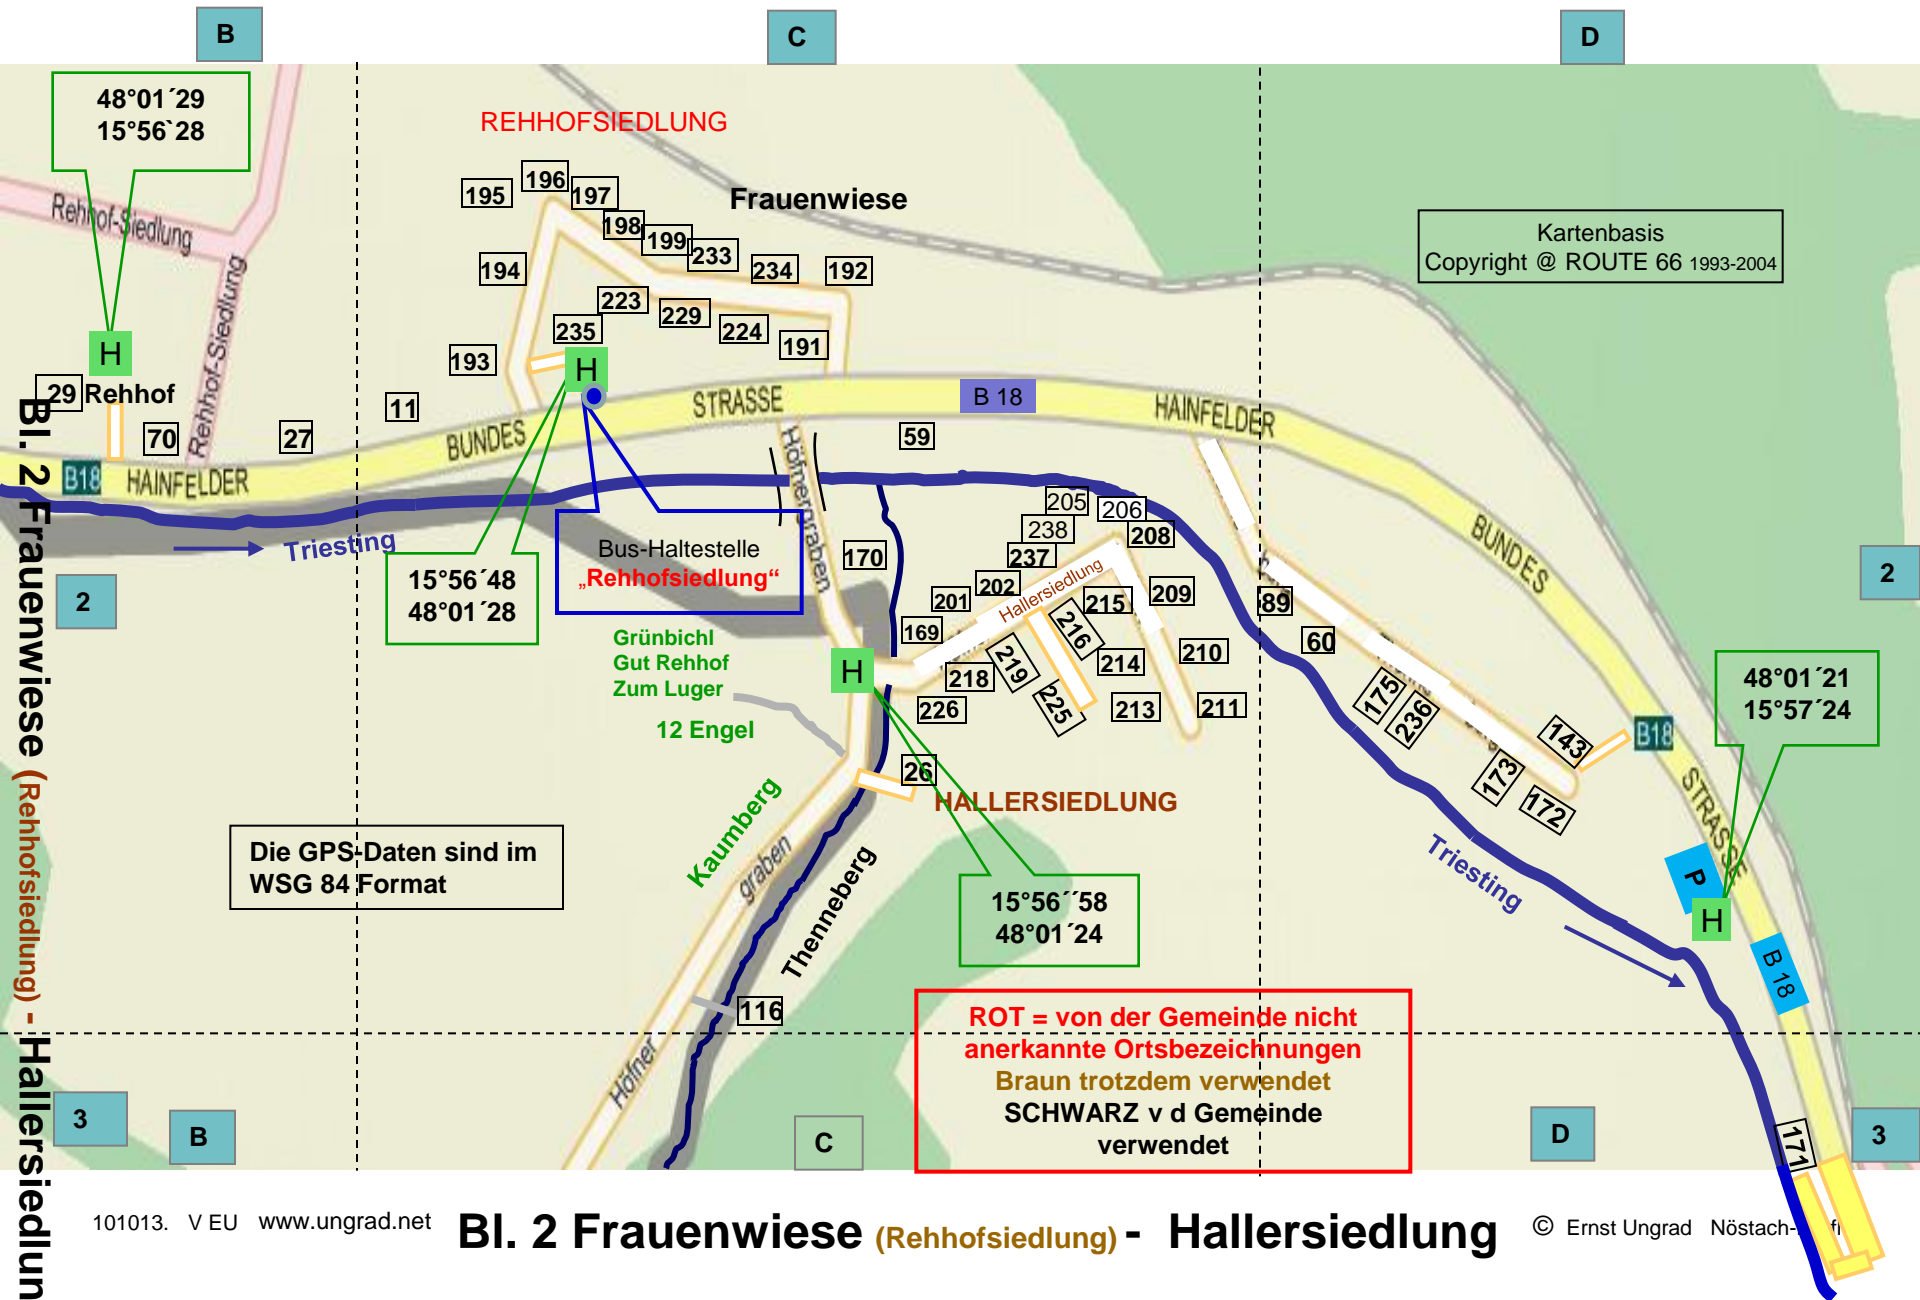 B
C
D
48°01´29
15°56`28
REHHOFSIEDLUNG
195
196
197
198
199
233
234
192
194
223
229
224
191
235
193
Frauenwiese
Kartenbasis
Copyright @ ROUTE 66 1993-2004
Rehhof-Siedlung
Rehhof-Siedlung
Rehhof-Siedlung
H
H
29 Rehhof
70
27
11
B18 HAINFELDER
BUNDES
STRASSE
B 18
HAINFELDER
BUNDES
STRASSE
59
Triesting
Höfnergraben
Bus-Haltestelle
„Rehhofsiedlung“
15°56´48
48°01´28
2
2
170
205
206
238
208
237
202
201
169
Hallersiedlung
215
209
216
219
214
210
218
225
226
213
211
89
60
175
236
173
143
172
B18
48°01´21
15°57´24
Grünbichl
Gut Rehhof
Zum Luger
12 Engel
H
26
HALLERSIEDLUNG
Kaumberg
graben
Thenneberg
Höfner
116
Die GPS-Daten sind im
WSG 84 Format
15°56´´58
48°01´24
Triesting
P
H
B 18
ROT = von der Gemeinde nicht
anerkannte Ortsbezeichnungen
Braun trotzdem verwendet
SCHWARZ v d Gemeinde
verwendet
3
B
C
D
3
171
Bl. 2 Frauenwiese (Rehhofsiedlung) - Hallersiedlun
101013. V EU www.ungrad.net
Bl. 2 Frauenwiese (Rehhofsiedlung) - Hallersiedlung
© Ernst Ungrad Nöstach-